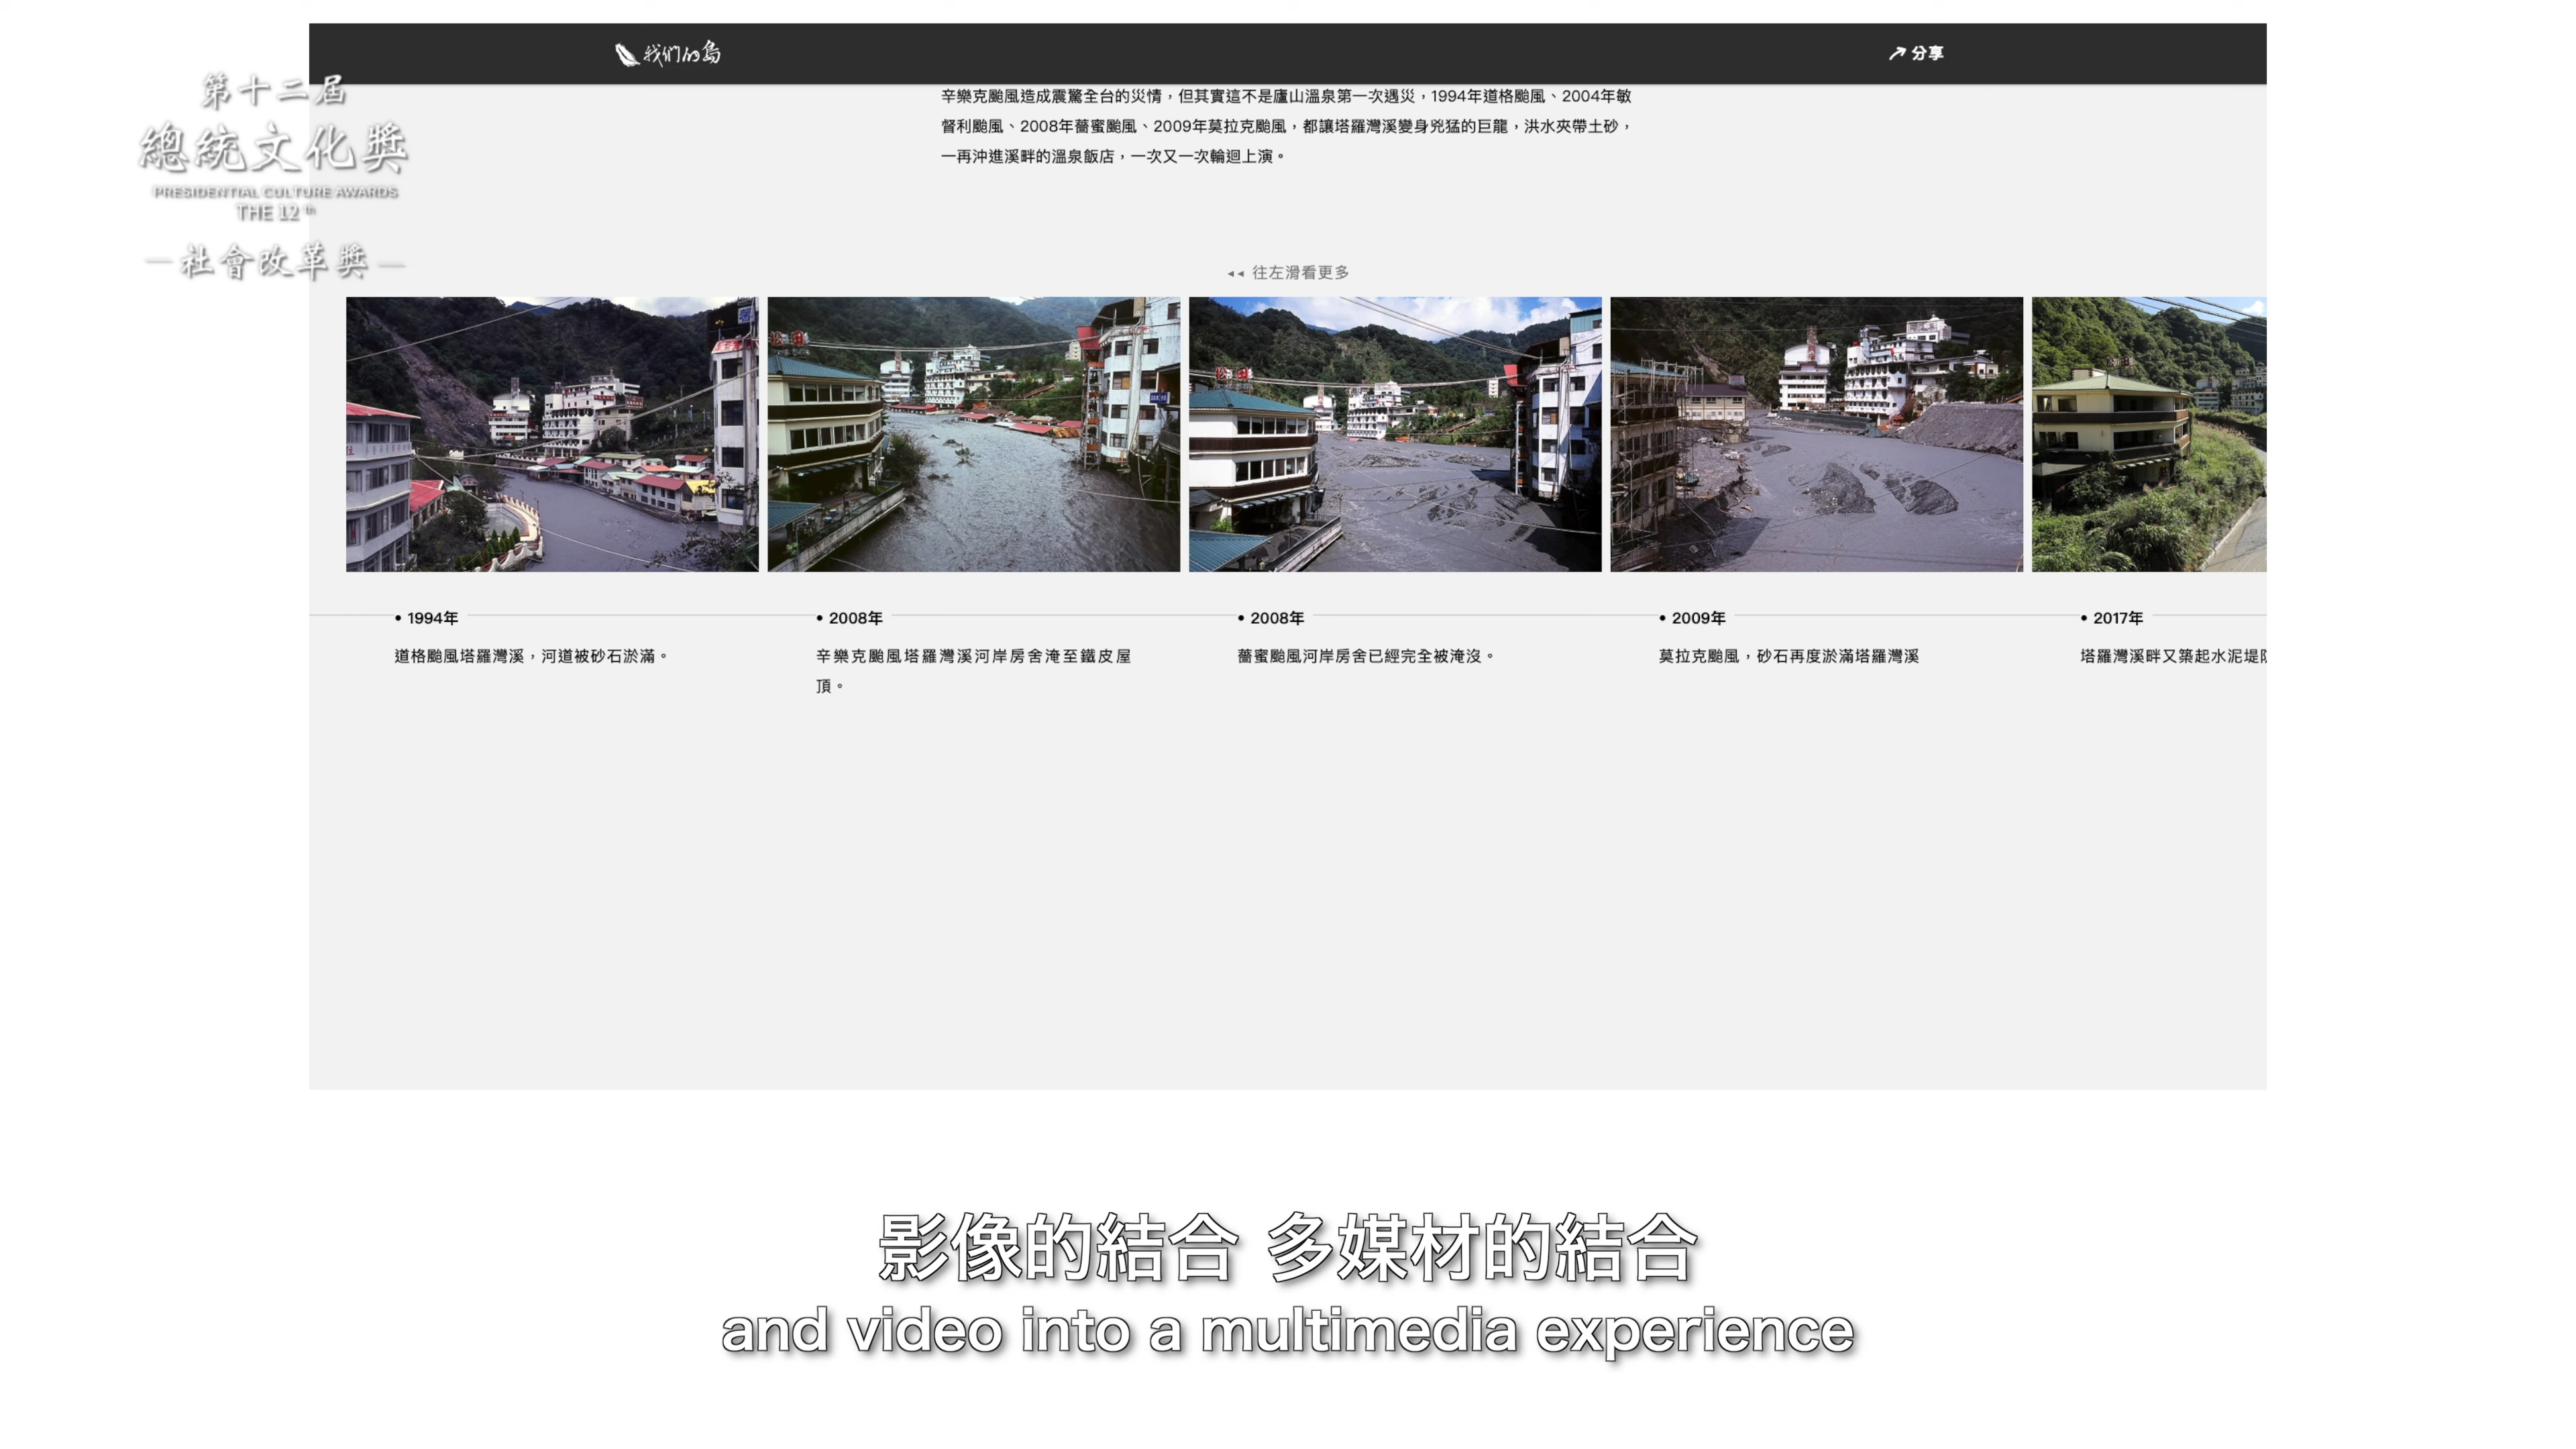 我們的島
分享
第十二屆
總統文化獎
PRESIDENTIAL CULTURE AWARDS
THE 12th
社會改革獎
辛樂克颱風造成震驚全台的災情，但其實這不是廬山溫泉第一次遇災，1994年道格颱風、2004年敏
督利颱風、2008年薔蜜颱風、2009年莫拉克颱風，都讓塔羅灣溪變身兇猛的巨龍，洪水夾帶土砂，
一再沖進溪畔的溫泉飯店，一次又一次輪迴上演。
往左滑看更多
1994年
道格颱風塔羅灣溪，河道被砂石淤滿。
2008年
辛樂克颱風塔羅灣溪河岸房舍淹至鐵皮屋
頂。
2008年
薔蜜颱風河岸房舍已經完全被淹沒。
2009年
莫拉克颱風，砂石再度淤滿塔羅灣溪
2017年
塔羅灣溪畔又築起水泥堤
影像的結合 多媒材的結合
and video into a multimedia experience